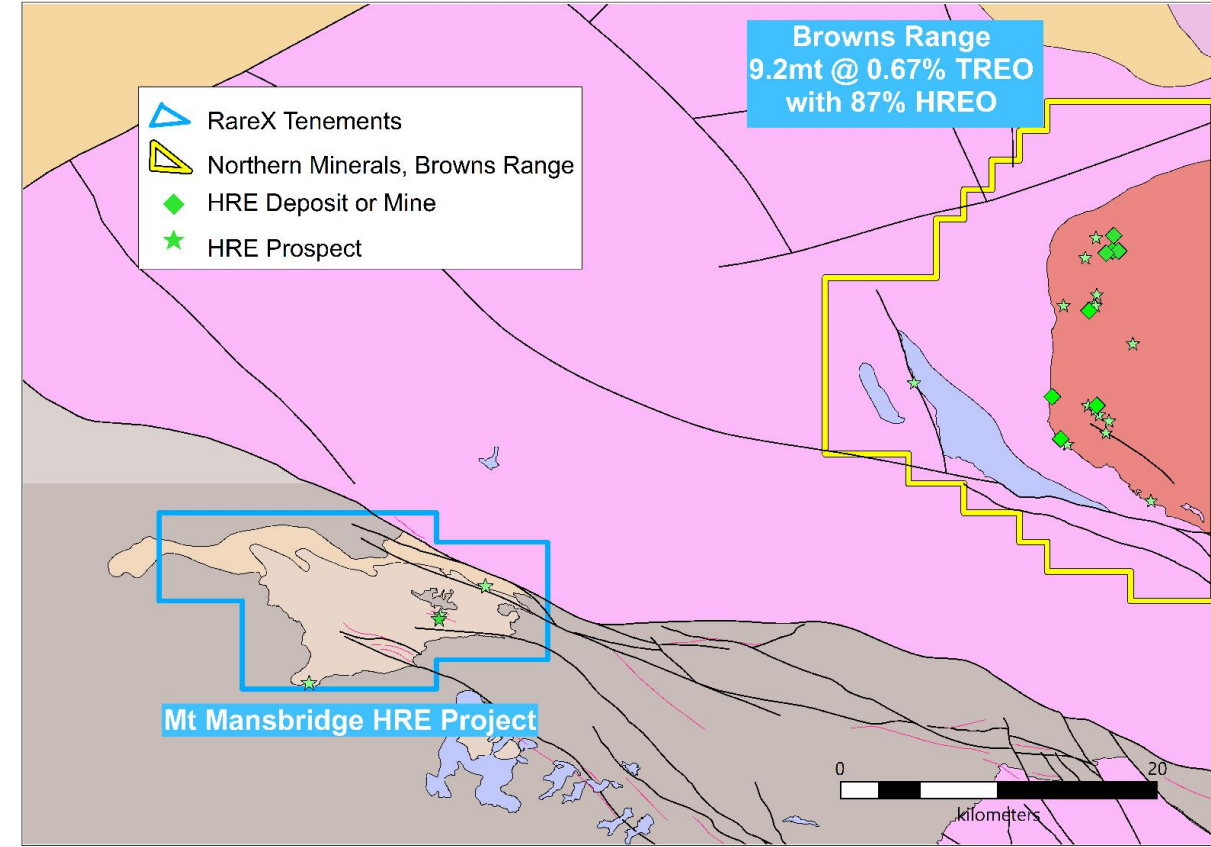 Browns Range
9.2mt @ 0.67% TREO
with 87% HREO
RareX Tenements
Northern Minerals, Browns Range
HRE Deposit or Mine
HRE Prospect
Mt Mansbridge HRE Project
0 20
kilometers